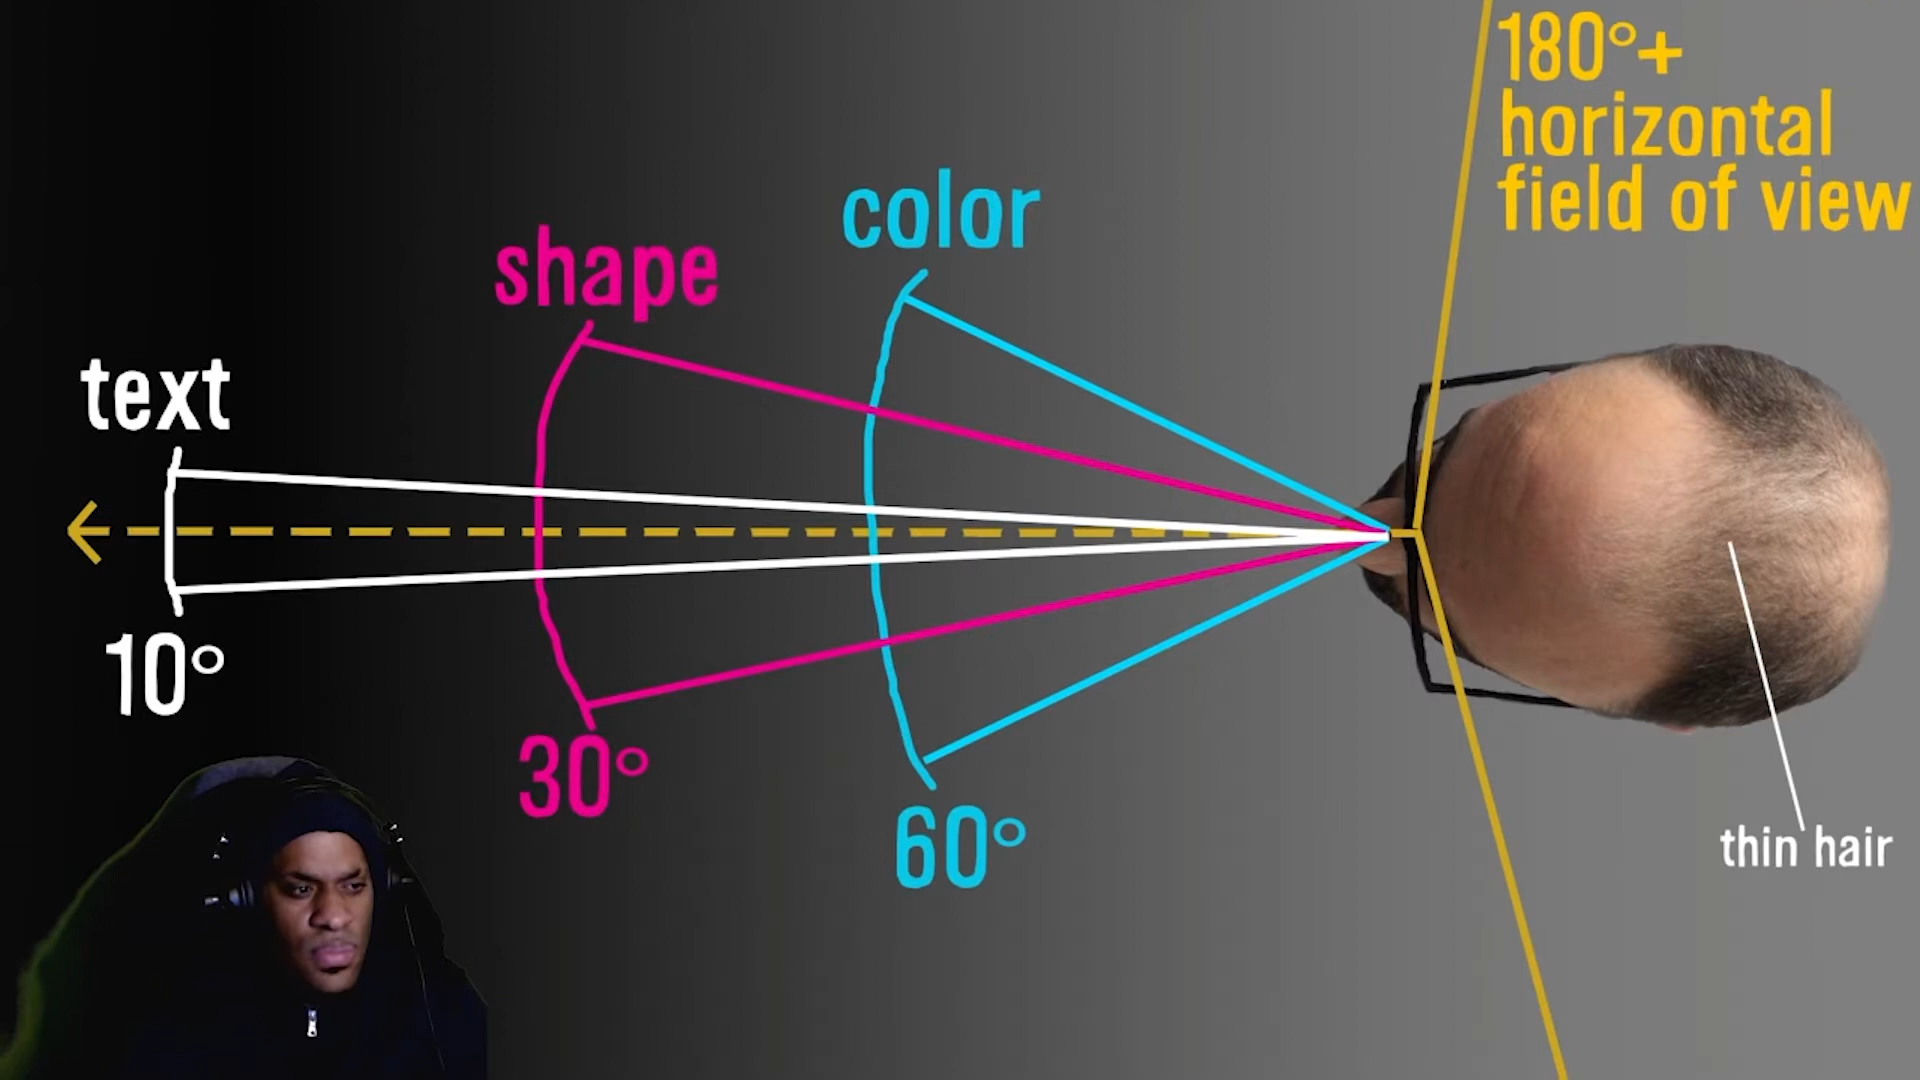 180°+
horizontal
field of view
color
shape
text
10°
30°
60°
thin hair